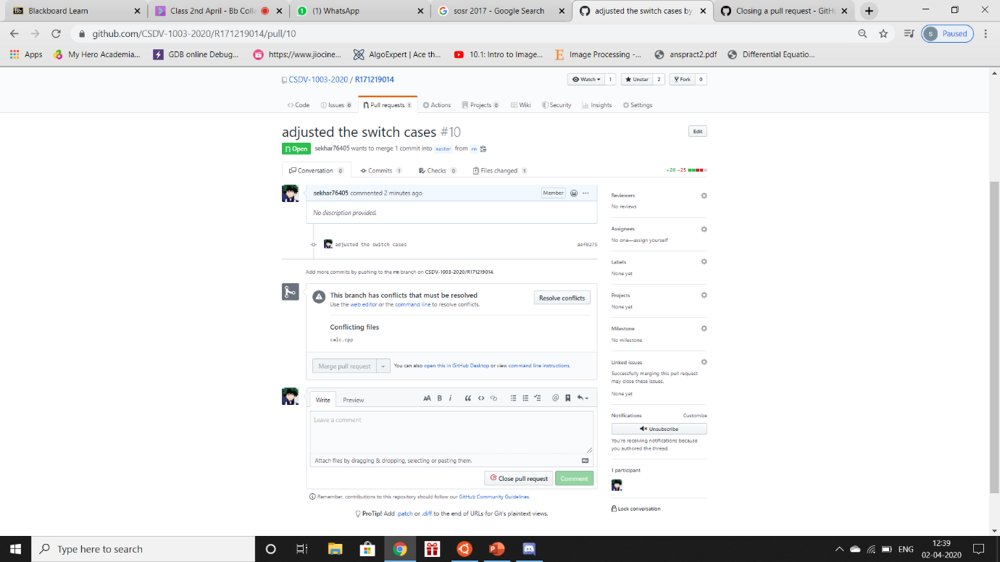 Blackboard Learn
Class 2nd April - Bb Colla
(1) WhatsApp
sosr 2017 - Google Search
adjusted the switch cases by
Closing a pull request - GitHu
github.com/CSDV-1003-2020/R171219014/pull/10
S Paused
Apps
My Hero Academia...
GDB online Debug...
https://www.jiocine...
AlgoExpert | Ace th...
10.1: Intro to Image...
Image Processing -...
anspract2.pdf
Differential Equatio...
CSDV-1003-2020 / R171219014
Watch 1
Unstar 2
Fork 0
Code
Issues 0
Pull requests 1
Actions
Projects 0
Wiki
Security
Insights
Settings
adjusted the switch cases #10
Edit
Open sekhar76405 wants to merge 1 commit into master from rm
Conversation 0
Commits 1
Checks 0
Files changed 1
+26 −25
sekhar76405 commented 2 minutes ago
Member
No description provided.
adjusted the switch cases
aef0275
Add more commits by pushing to the rm branch on CSDV-1003-2020/R171219014.
This branch has conflicts that must be resolved
Use the web editor or the command line to resolve conflicts.
Resolve conflicts
Conflicting files
calc.cpp
Merge pull request
You can also open this in GitHub Desktop or view command line instructions.
Write
Preview
AA B i
Leave a comment
Attach files by dragging & dropping, selecting or pasting them.
Close pull request
Comment
Remember, contributions to this repository should follow our GitHub Community Guidelines.
ProTip! Add .patch or .diff to the end of URLs for Git's plaintext views.
Reviewers
No reviews
Assignees
No one—assign yourself
Labels
None yet
Projects
None yet
Milestone
No milestone
Linked issues
Successfully merging this pull request
may close these issues.
None yet
Notifications
Customize
Unsubscribe
You're receiving notifications because
you authored the thread.
1 participant
Lock conversation
Type here to search
ENG
12:39
02-04-2020